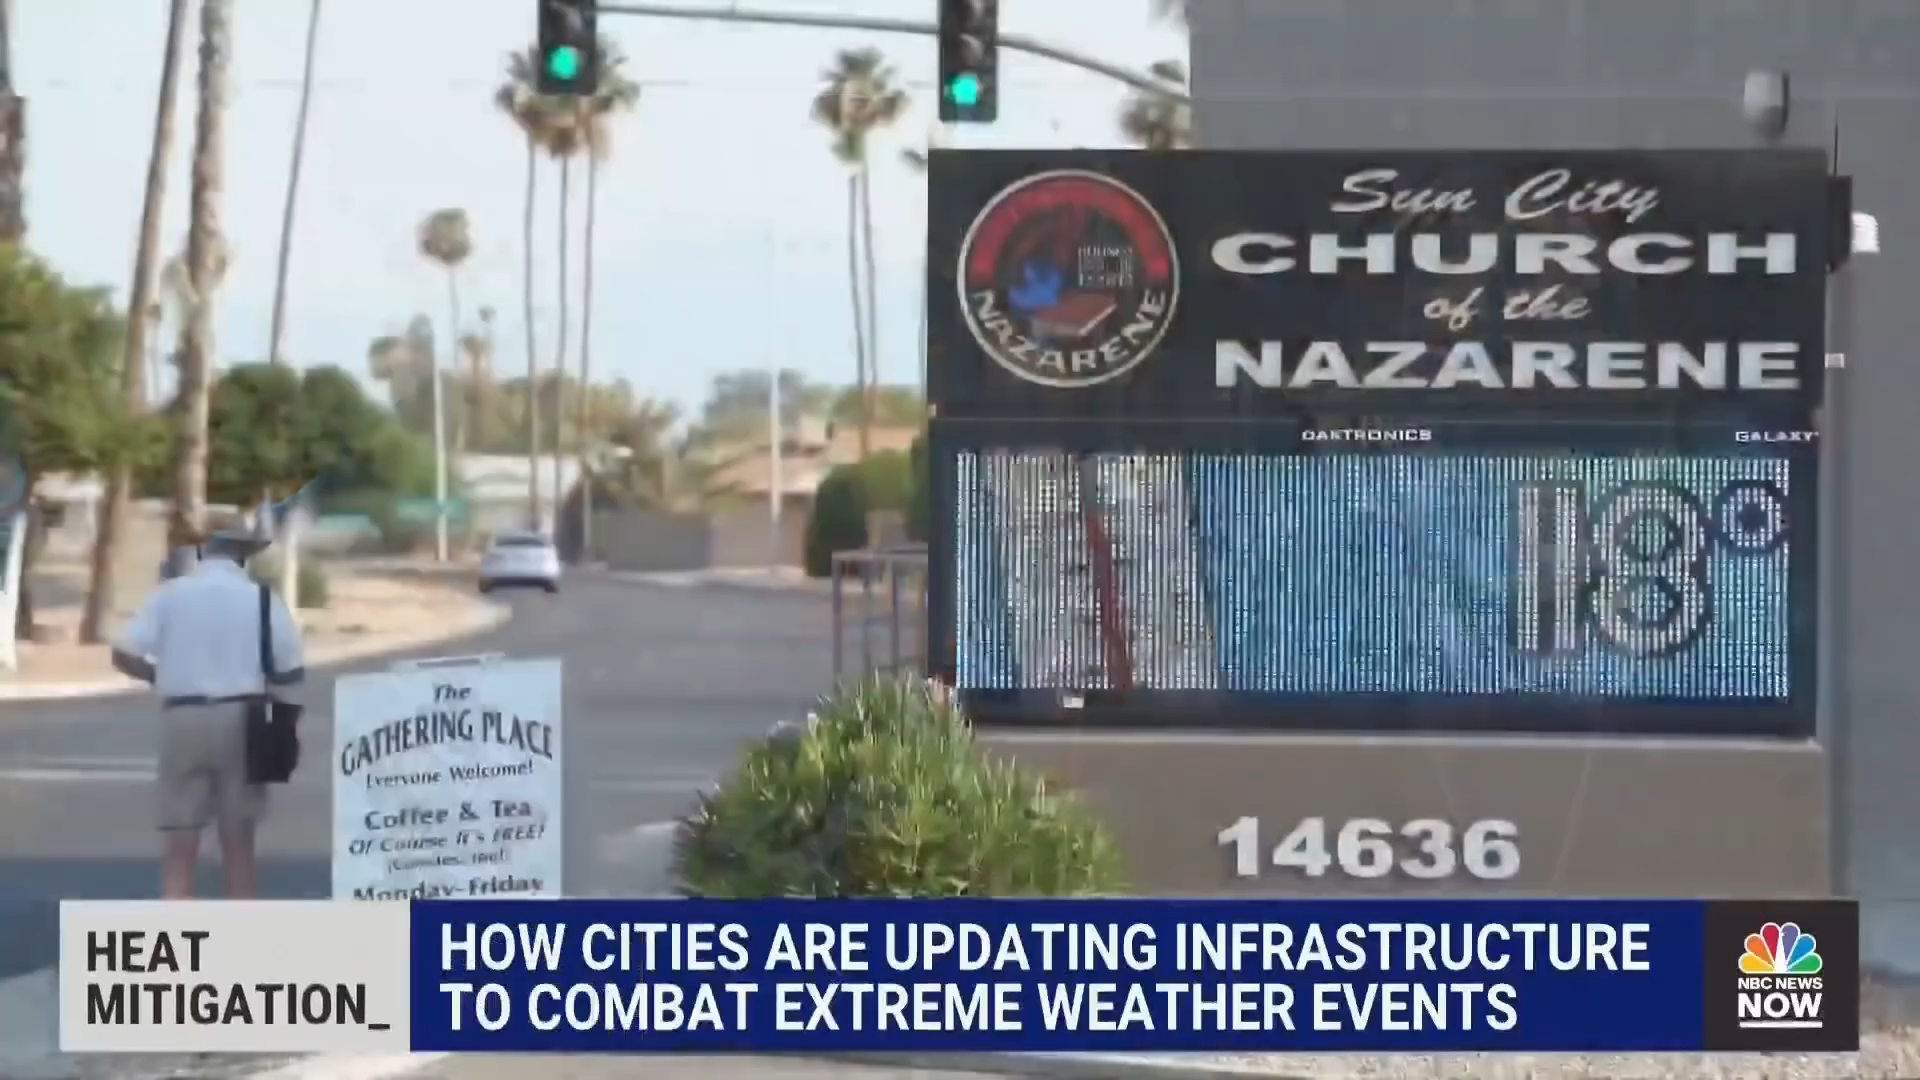 Sun City
CHURCH
of the
NAZARENE
NAZARENE
DAKTRONICS
GALAXY
18°
14636
The
GATHERING PLACE
Everyone Welcome!
Coffee & Tea
Of Course It's FREE!
Monday-Friday
HEAT
MITIGATION_
HOW CITIES ARE UPDATING INFRASTRUCTURE
TO COMBAT EXTREME WEATHER EVENTS
NBC NEWS
NOW